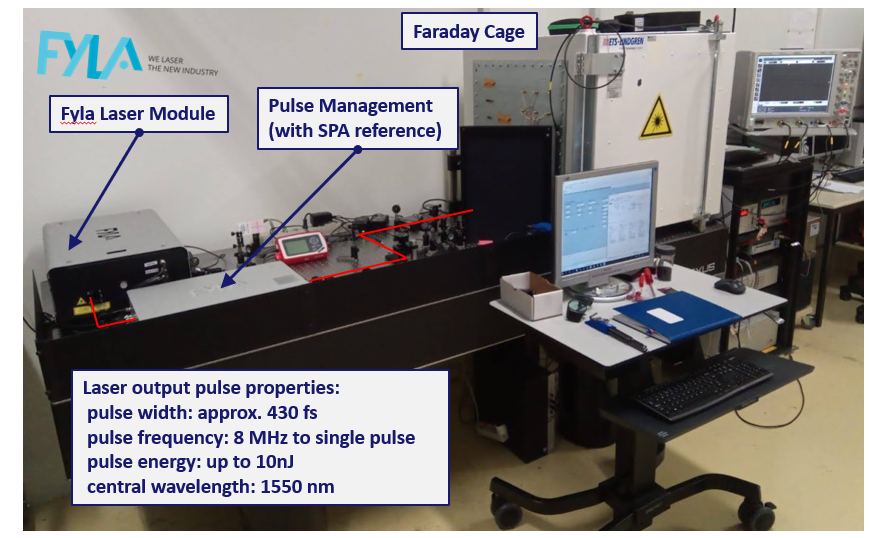 FYLA
WE LASER
THE NEW INDUSTRY
Faraday Cage
ETS·LINDGREN
Fyla Laser Module
Pulse Management
(with SPA reference)
FYLA
FYLA
Laser output pulse properties:
pulse width: approx. 430 fs
pulse frequency: 8 MHz to single pulse
pulse energy: up to 10nJ
central wavelength: 1550 nm